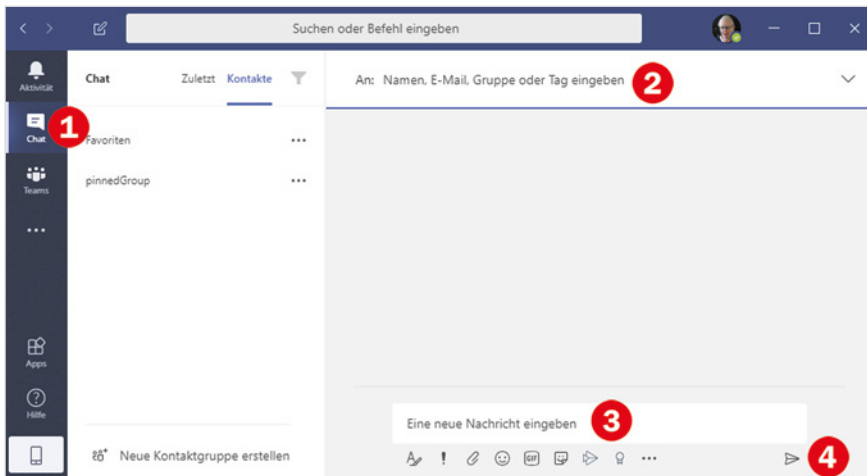 Suchen oder Befehl eingeben
Aktivität
Chat
Teams
Apps
Hilfe
Chat Zuletzt Kontakte
Favoriten
pinnedGroup
Neue Kontaktgruppe erstellen
An: Namen, E-Mail, Gruppe oder Tag eingeben
Eine neue Nachricht eingeben
GIF
1
2
3
4